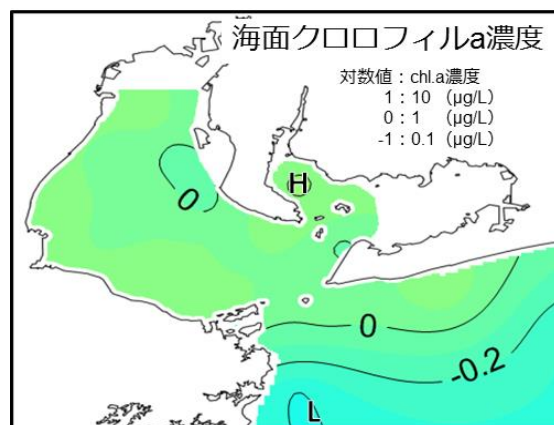 海面クロロフィルa濃度
対数値：chl.a濃度
1：10 （μg/L）
0：1 （μg/L）
-1：0.1 （μg/L）
H
0
0
-0.2
L